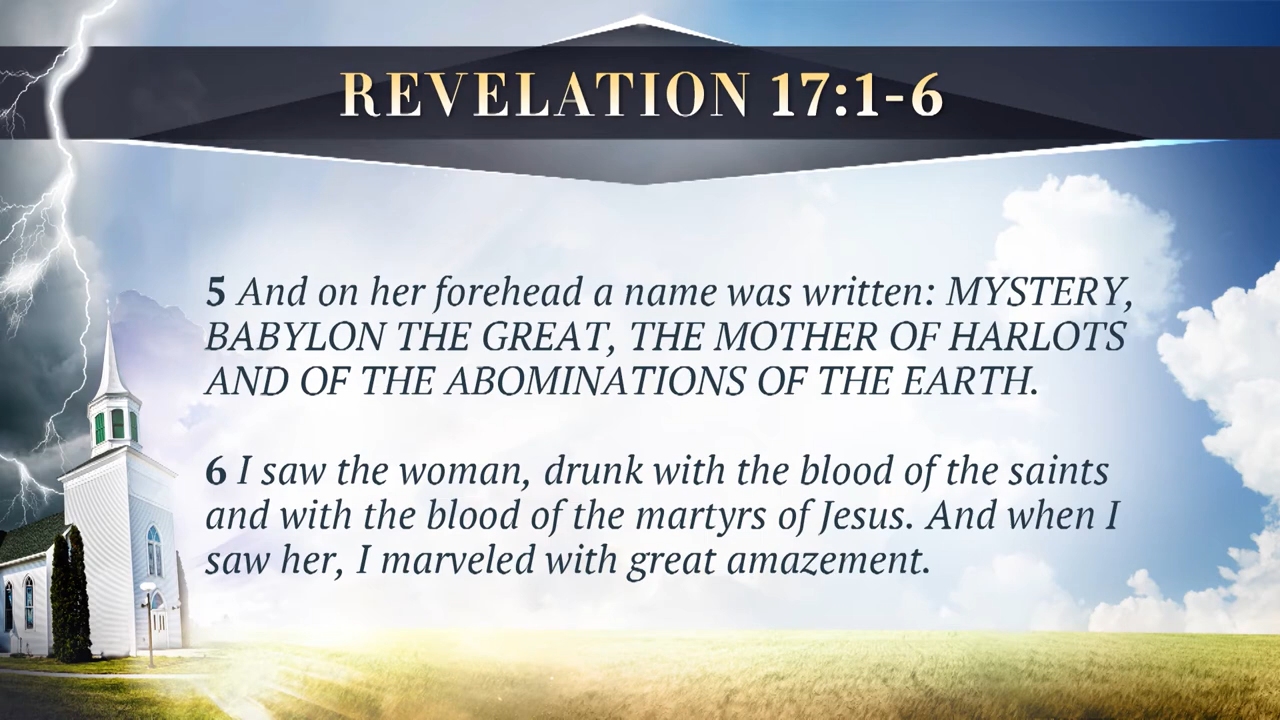 REVELATION 17:1-6
5 And on her forehead a name was written: MYSTERY,
BABYLON THE GREAT, THE MOTHER OF HARLOTS
AND OF THE ABOMINATIONS OF THE EARTH.
6 I saw the woman, drunk with the blood of the saints
and with the blood of the martyrs of Jesus. And when I
saw her, I marveled with great amazement.